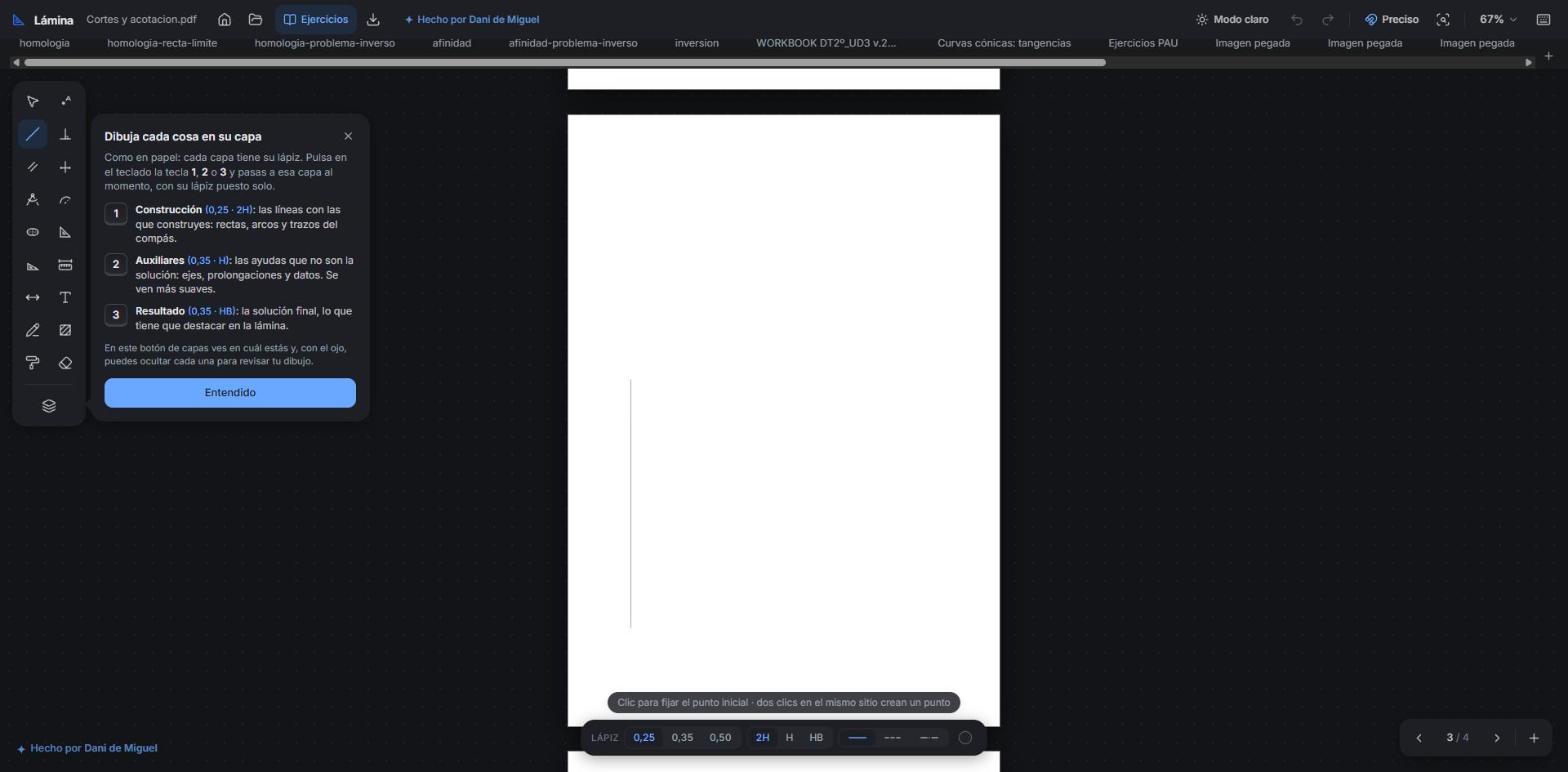 Lámina
Cortes y acotacion.pdf
Ejercicios
Hecho por Dani de Miguel
Modo claro
Preciso
67%
homologia
homologia-recta-limite
homologia-problema-inverso
afinidad
afinidad-problema-inverso
inversion
WORKBOOK DT2º_UD3 v.2...
Curvas cónicas: tangencias
Ejercicios PAU
Imagen pegada
Imagen pegada
Imagen pegada
Dibuja cada cosa en su capa
Como en papel: cada capa tiene su lápiz. Pulsa en
el teclado la tecla 1, 2 o 3 y pasas a esa capa al
momento, con su lápiz puesto solo.
1 Construcción (0,25 · 2H): las líneas con las
que construyes: rectas, arcos y trazos del
compás.
2 Auxiliares (0,35 · H): las ayudas que no son la
solución: ejes, prolongaciones y datos. Se
ven más suaves.
3 Resultado (0,35 · HB): la solución final, lo que
tiene que destacar en la lámina.
En este botón de capas ves en cuál estás y, con el ojo,
puedes ocultar cada una para revisar tu dibujo.
Entendido
Clic para fijar el punto inicial · dos clics en el mismo sitio crean un punto
LÁPIZ 0,25 0,35 0,50 2H H HB
Hecho por Dani de Miguel
3 / 4